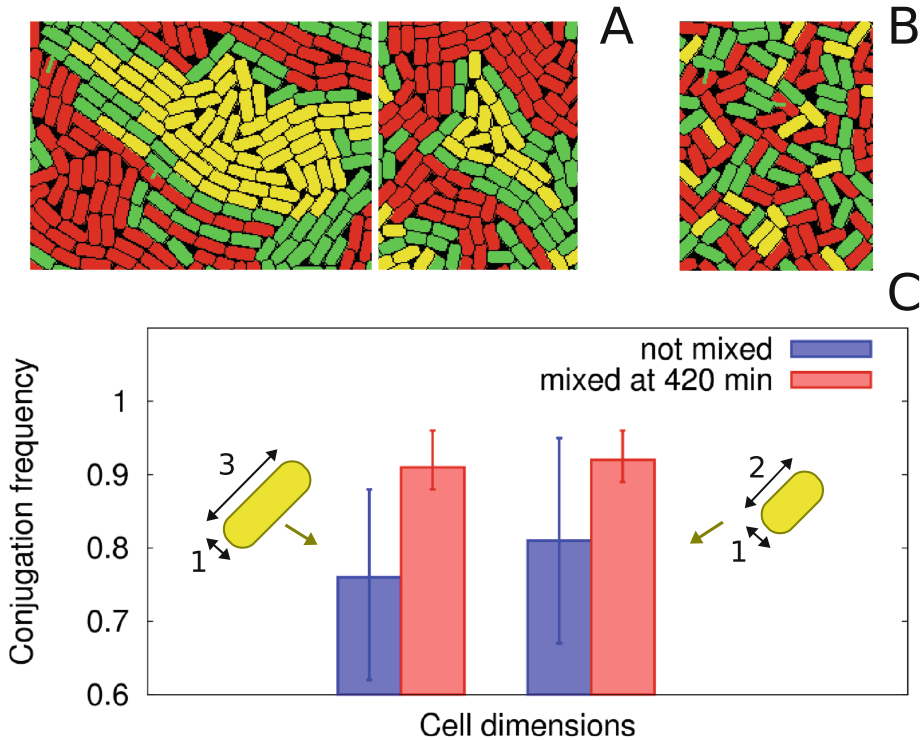 A
B
C
Conjugation frequency
1
0.9
0.8
0.7
0.6
not mixed
mixed at 420 min
3
1
2
1
Cell dimensions